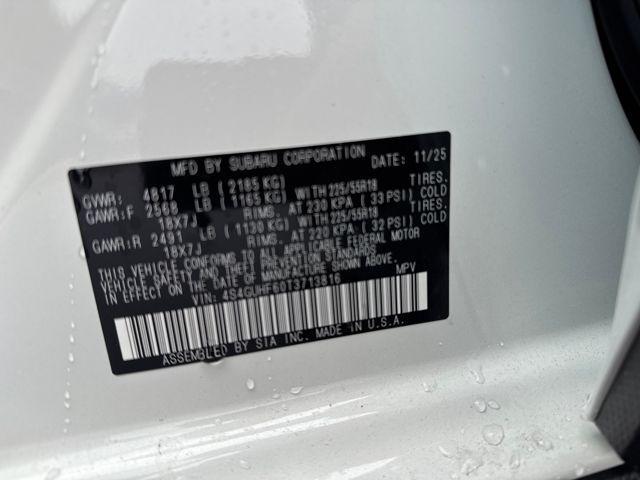 MFD BY SUBARU CORPORATION DATE: 11/25
GVWR: 4817 LB (2185 KG) TIRES.
GAWR:F 2568 LB (1165 KG) WITH 225/55R18
18X7J RIMS. AT 230 KPA (33 PSI) COLD
GAWR:R 2491 LB (1130 KG) WITH 225/55R18 TIRES.
18X7J RIMS. AT 220 KPA (32 PSI) COLD
THIS VEHICLE CONFORMS TO ALL APPLICABLE FEDERAL MOTOR
VEHICLE SAFETY AND THEFT PREVENTION STANDARDS IN
EFFECT ON THE DATE OF MANUFACTURE SHOWN ABOVE.
VIN: 4S4GUHF60T3713816 MPV
ASSEMBLED BY SIA INC. MADE IN U.S.A.